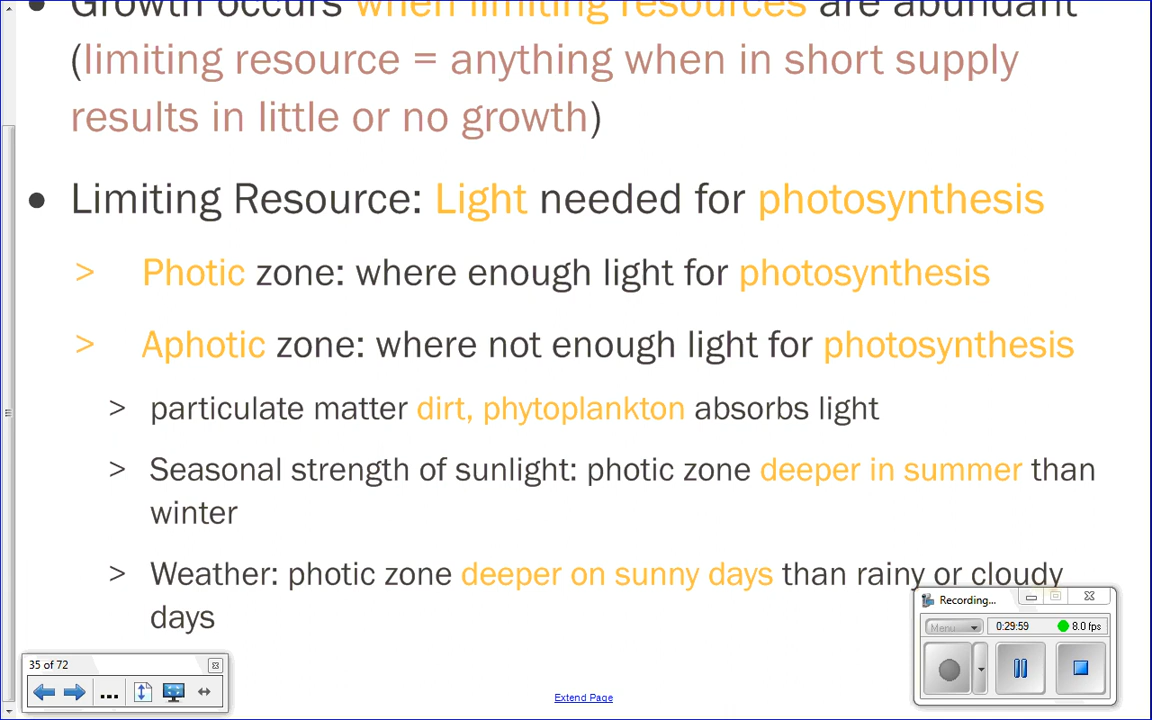 • Growth occurs when limiting resources are abundant
(limiting resource = anything when in short supply
results in little or no growth)
• Limiting Resource: Light needed for photosynthesis
> Photic zone: where enough light for photosynthesis
> Aphotic zone: where not enough light for photosynthesis
> particulate matter dirt, phytoplankton absorbs light
> Seasonal strength of sunlight: photic zone deeper in summer than
winter
> Weather: photic zone deeper on sunny days than rainy or cloudy
days
Recording...
Menu 0:29:59 8.0 fps
35 of 72
...
Extend Page